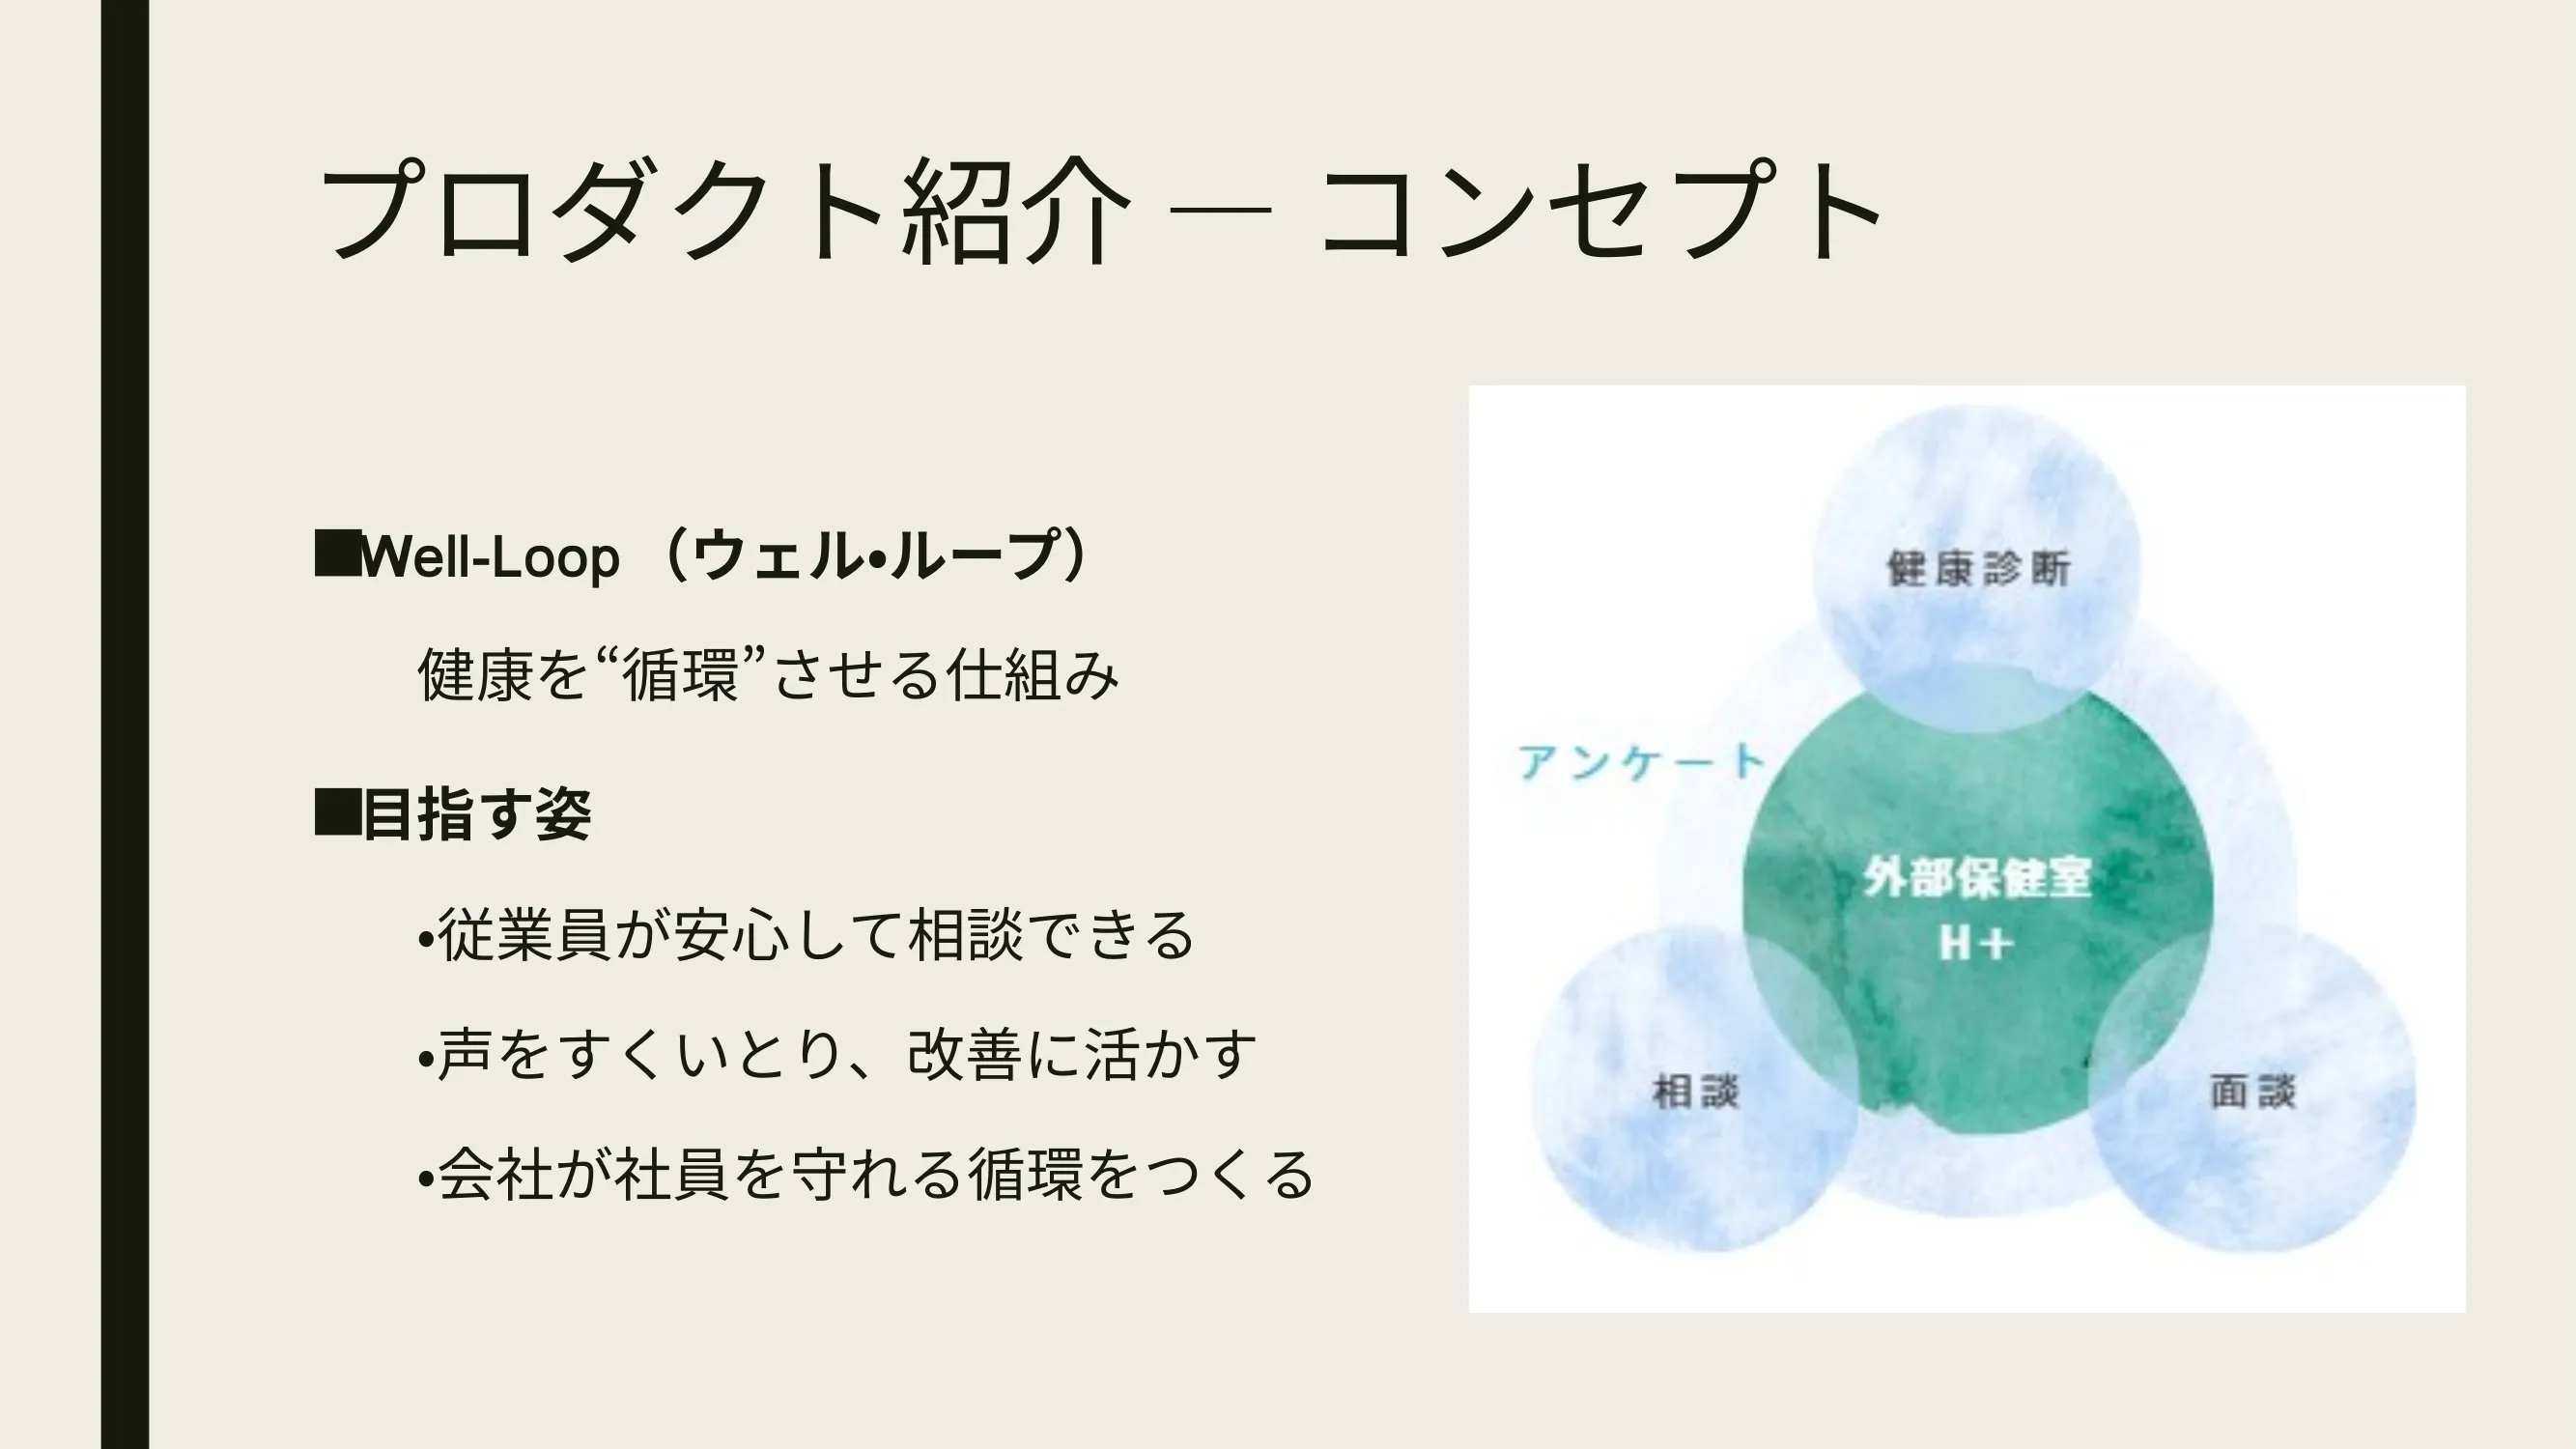 プロダクト紹介 — コンセプト
■Well-Loop（ウェル・ループ）
健康を“循環”させる仕組み
■目指す姿
・従業員が安心して相談できる
・声をすくいとり、改善に活かす
・会社が社員を守れる循環をつくる
健康診断
アンケート
外部保健室
H+
相談
面談